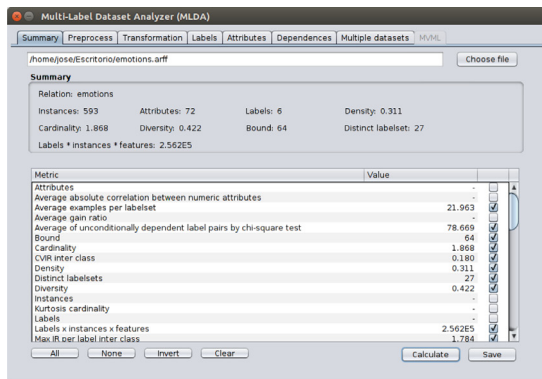 Multi-Label Dataset Analyzer (MLDA)
Summary Preprocess Transformation Labels Attributes Dependences Multiple datasets MVML
/home/jose/Escritorio/emotions.arff Choose file
Summary
Relation: emotions
Instances: 593 Attributes: 72 Labels: 6 Density: 0.311
Cardinality: 1.868 Diversity: 0.422 Bound: 64 Distinct labelset: 27
Labels * instances * features: 2.562E5
Metric Value
Attributes -
Average absolute correlation between numeric attributes -
Average examples per labelset 21.963
Average gain ratio -
Average of unconditionally dependent label pairs by chi-square test 78.669
Bound 64
Cardinality 1.868
CVIR inter class 0.180
Density 0.311
Distinct labelsets 27
Diversity 0.422
Instances -
Kurtosis cardinality -
Labels -
Labels x instances x features 2.562E5
Max IR per label inter class 1.784
All None Invert Clear Calculate Save